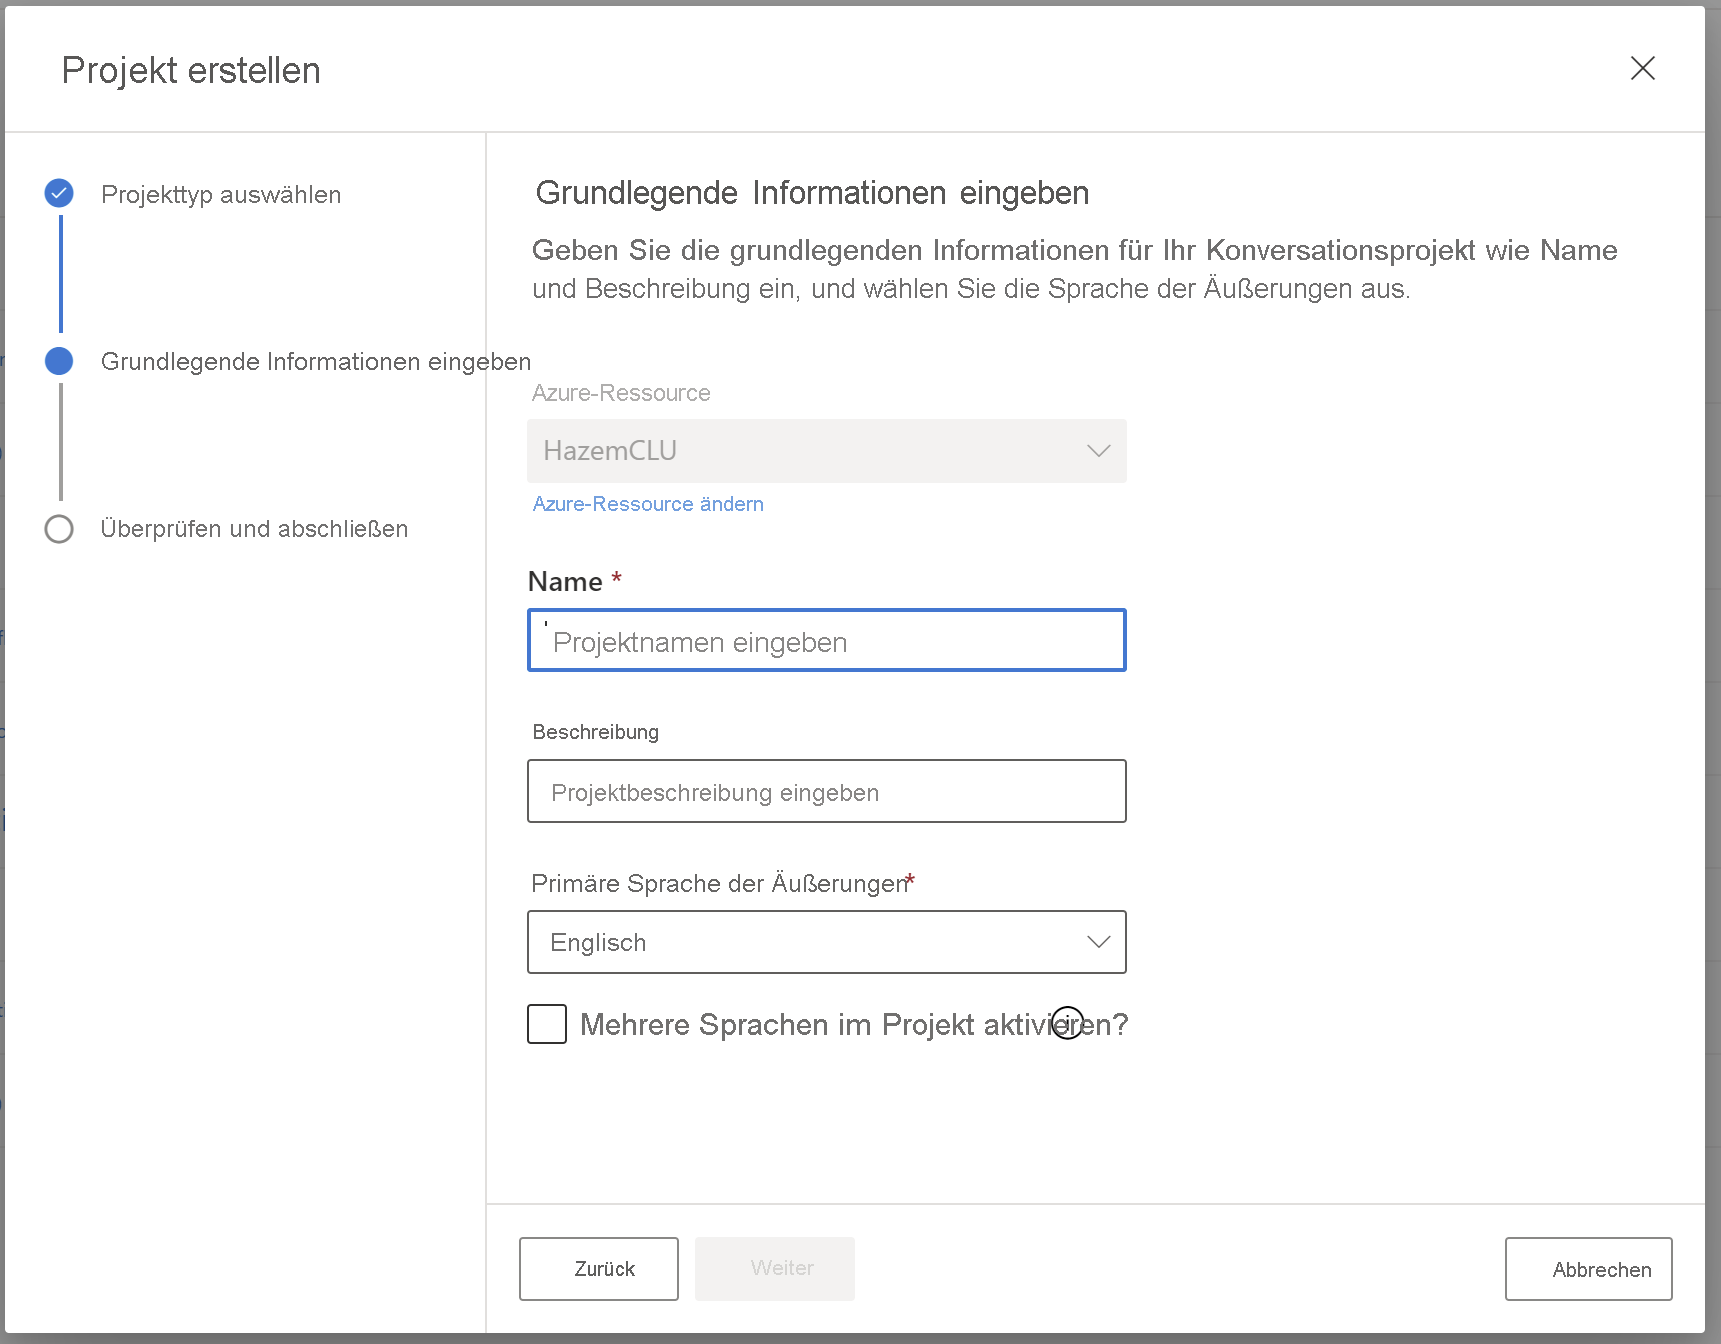 Projekt erstellen
Projekttyp auswählen
Grundlegende Informationen eingeben
Überprüfen und abschließen
Grundlegende Informationen eingeben
Geben Sie die grundlegenden Informationen für Ihr Konversationsprojekt wie Name
und Beschreibung ein, und wählen Sie die Sprache der Äußerungen aus.
Azure-Ressource
HazemCLU
Azure-Ressource ändern
Name *
Projektnamen eingeben
Beschreibung
Projektbeschreibung eingeben
Primäre Sprache der Äußerungen*
Englisch
Mehrere Sprachen im Projekt aktivieren?
Zurück
Weiter
Abbrechen